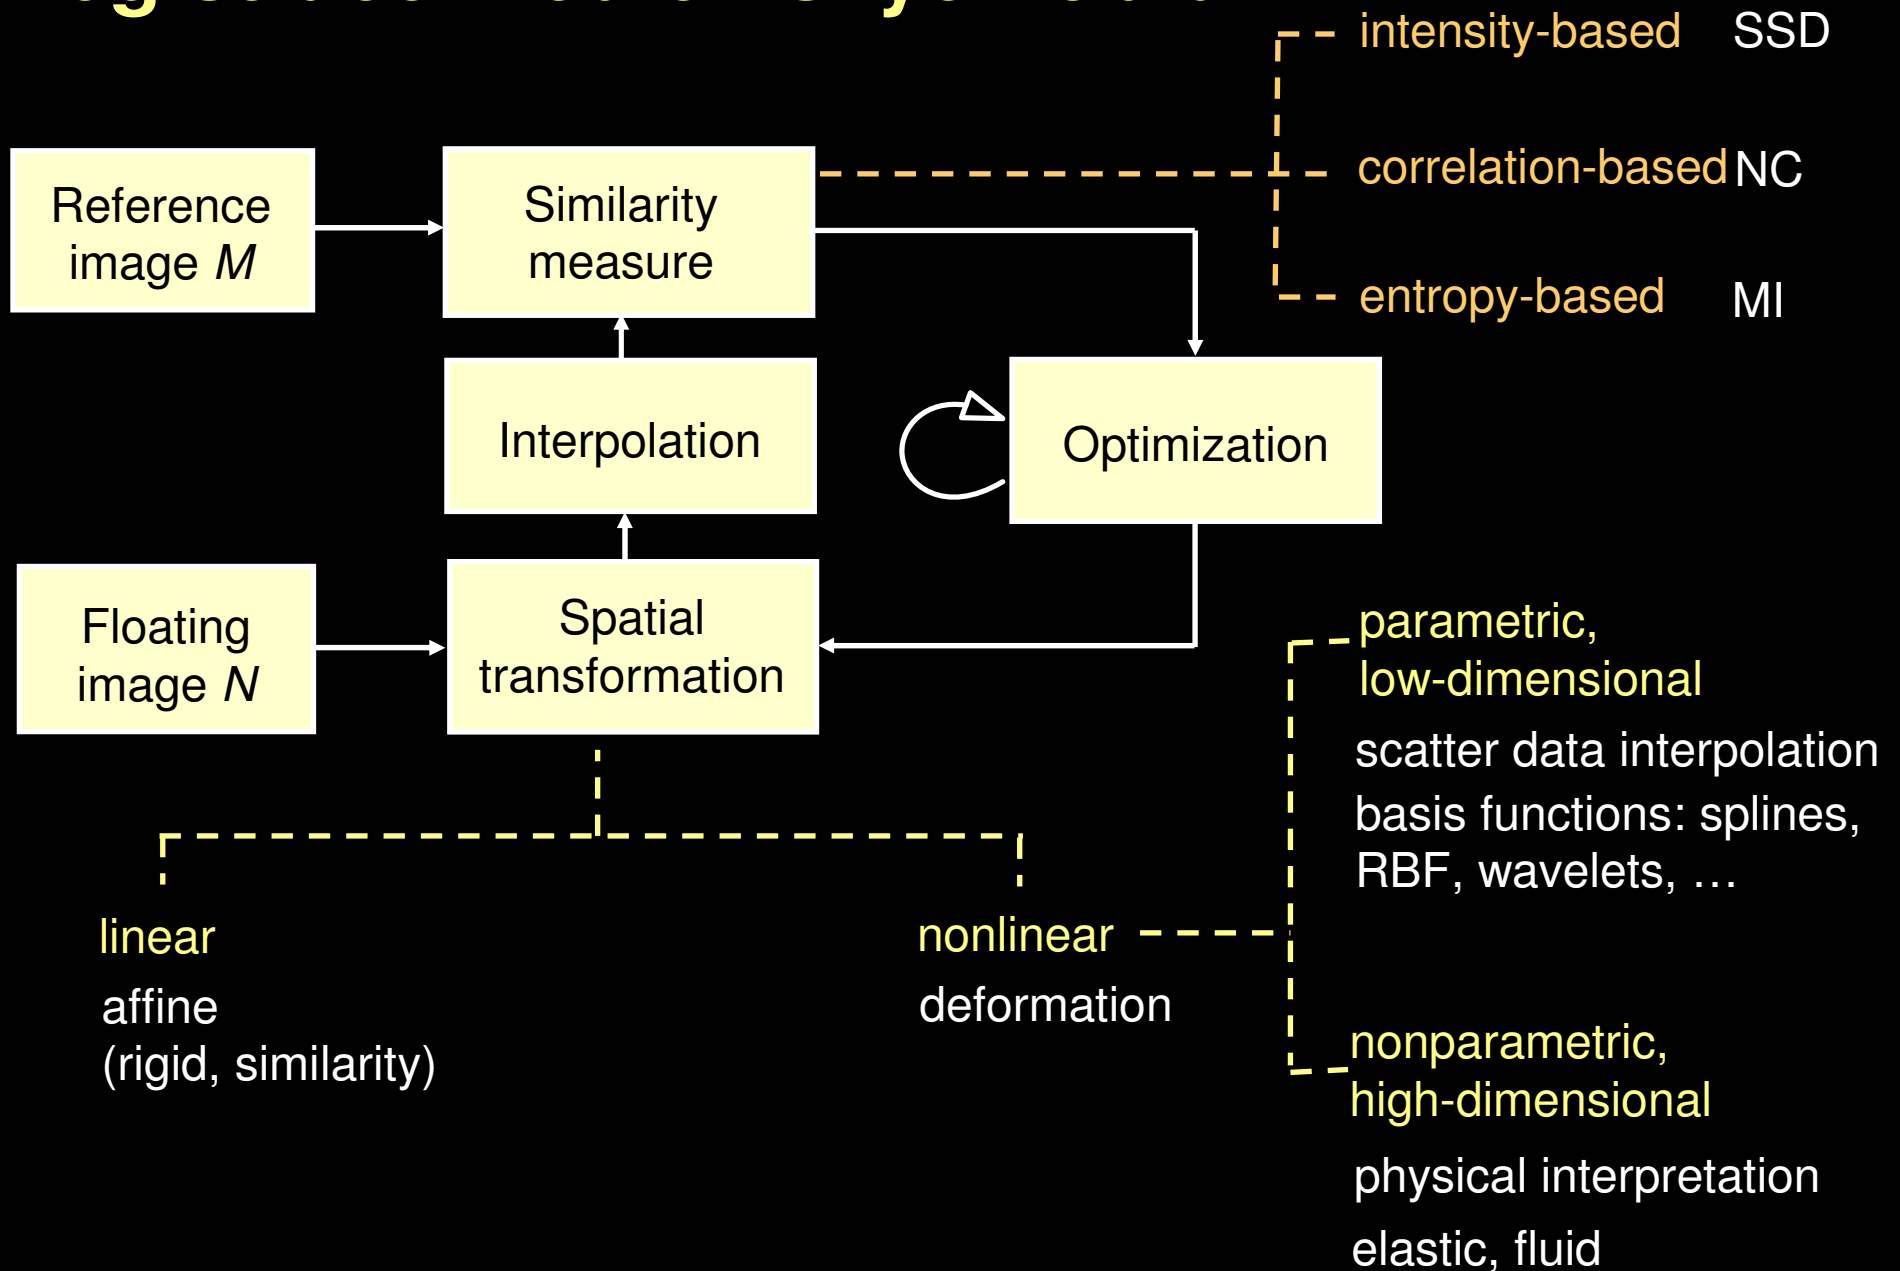 intensity-based SSD
correlation-based NC
entropy-based MI
Reference
image M
Similarity
measure
Interpolation
Optimization
Floating
image N
Spatial
transformation
parametric,
low-dimensional
scatter data interpolation
basis functions: splines,
RBF, wavelets, …
linear
affine
(rigid, similarity)
nonlinear
deformation
nonparametric,
high-dimensional
physical interpretation
elastic, fluid